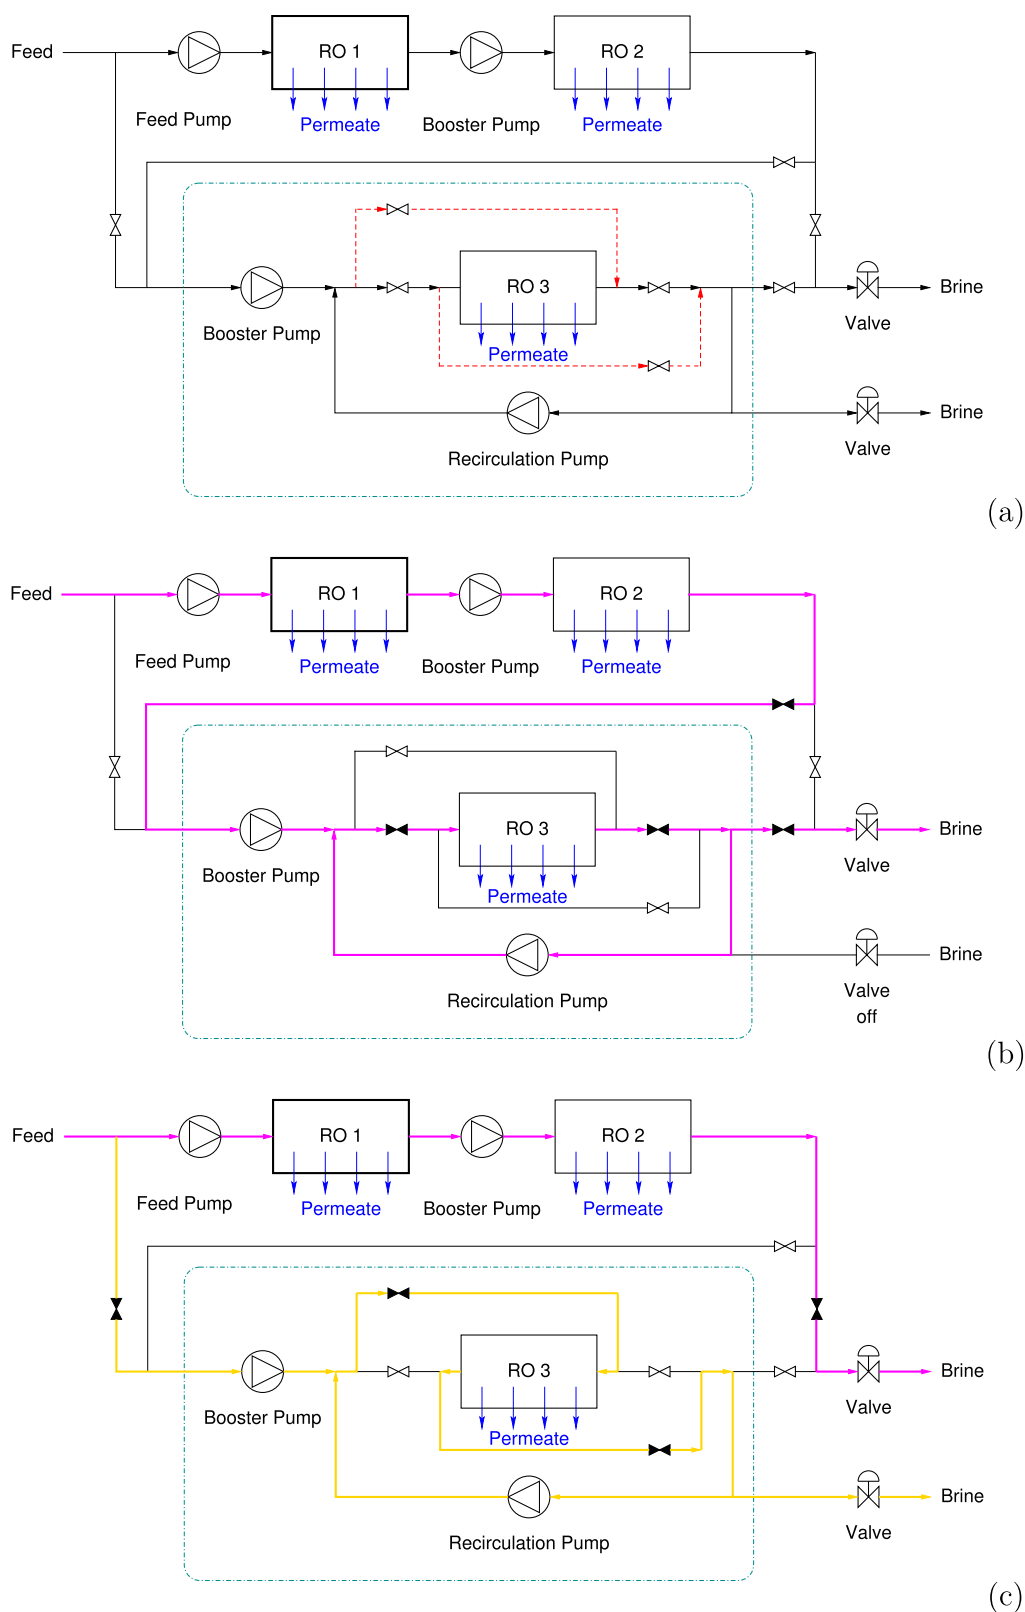 Feed
RO 1
RO 2
Feed Pump
Permeate
Booster Pump
Permeate
RO 3
Brine
Booster Pump
Valve
Permeate
Brine
Recirculation Pump
Valve
(a)
Feed
RO 1
RO 2
Feed Pump
Permeate
Booster Pump
Permeate
RO 3
Brine
Booster Pump
Valve
Permeate
Brine
Recirculation Pump
Valve
off
(b)
Feed
RO 1
RO 2
Feed Pump
Permeate
Booster Pump
Permeate
RO 3
Brine
Booster Pump
Valve
Permeate
Brine
Recirculation Pump
Valve
(c)